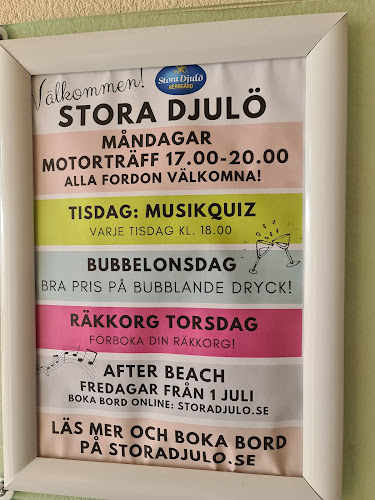 Välkommen!
Stora Djulö
HERRGÅRD
STORA DJULÖ
MÅNDAGAR
MOTORTRÄFF 17.00-20.00
ALLA FORDON VÄLKOMNA!
TISDAG: MUSIKQUIZ
VARJE TISDAG KL. 18.00
BUBBELONSDAG
BRA PRIS PÅ BUBBLANDE DRYCK!
RÄKKORG TORSDAG
FÖRBOKA DIN RÄKKORG!
AFTER BEACH
FREDAGAR FRÅN 1 JULI
BOKA BORD ONLINE: STORADJULO.SE
LÄS MER OCH BOKA BORD
PÅ STORADJULO.SE